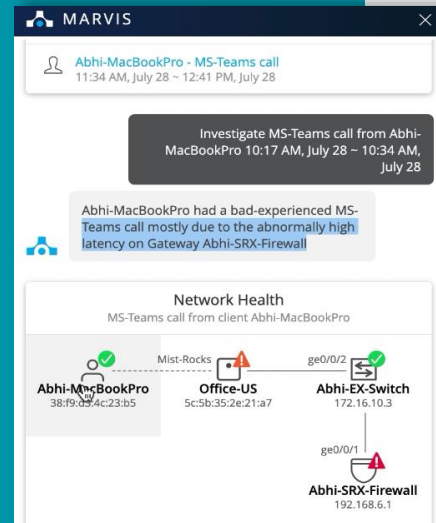 MARVIS
Abhi-MacBookPro - MS-Teams call
11:34 AM, July 28 ~ 12:41 PM, July 28
Investigate MS-Teams call from Abhi-
MacBookPro 10:17 AM, July 28 ~ 10:34 AM,
July 28
Abhi-MacBookPro had a bad-experienced MS-
Teams call mostly due to the abnormally high
latency on Gateway Abhi-SRX-Firewall
Network Health
MS-Teams call from client Abhi-MacBookPro
Mist-Rocks
ge0/0/2
Abhi-MacBookPro
Office-US
Abhi-EX-Switch
5c:5b:35:2e:21:a7
172.16.10.3
ge0/0/1
Abhi-SRX-Firewall
192.168.6.1